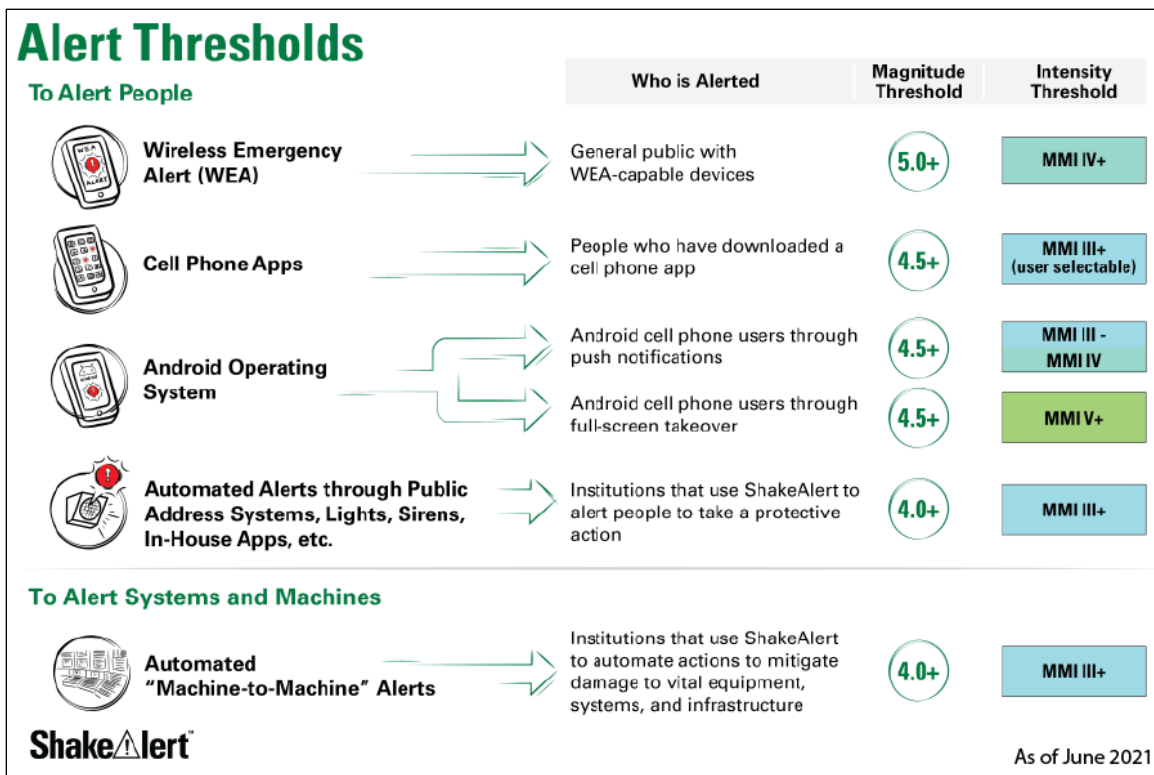 Alert Thresholds
To Alert People
Who is Alerted
Magnitude
Threshold
Intensity
Threshold
WEA
ALERT
Wireless Emergency
Alert (WEA)
General public with
WEA-capable devices
5.0+
MMI IV+
Cell Phone Apps
People who have downloaded a
cell phone app
4.5+
MMI III+
(user selectable)
android
Android Operating
System
Android cell phone users through
push notifications
4.5+
MMI III -
MMI IV
Android cell phone users through
full-screen takeover
4.5+
MMI V+
Automated Alerts through Public
Address Systems, Lights, Sirens,
In-House Apps, etc.
Institutions that use ShakeAlert to
alert people to take a protective
action
4.0+
MMI III+
To Alert Systems and Machines
Automated
“Machine-to-Machine” Alerts
Institutions that use ShakeAlert
to automate actions to mitigate
damage to vital equipment,
systems, and infrastructure
4.0+
MMI III+
ShakeAlert™
As of June 2021